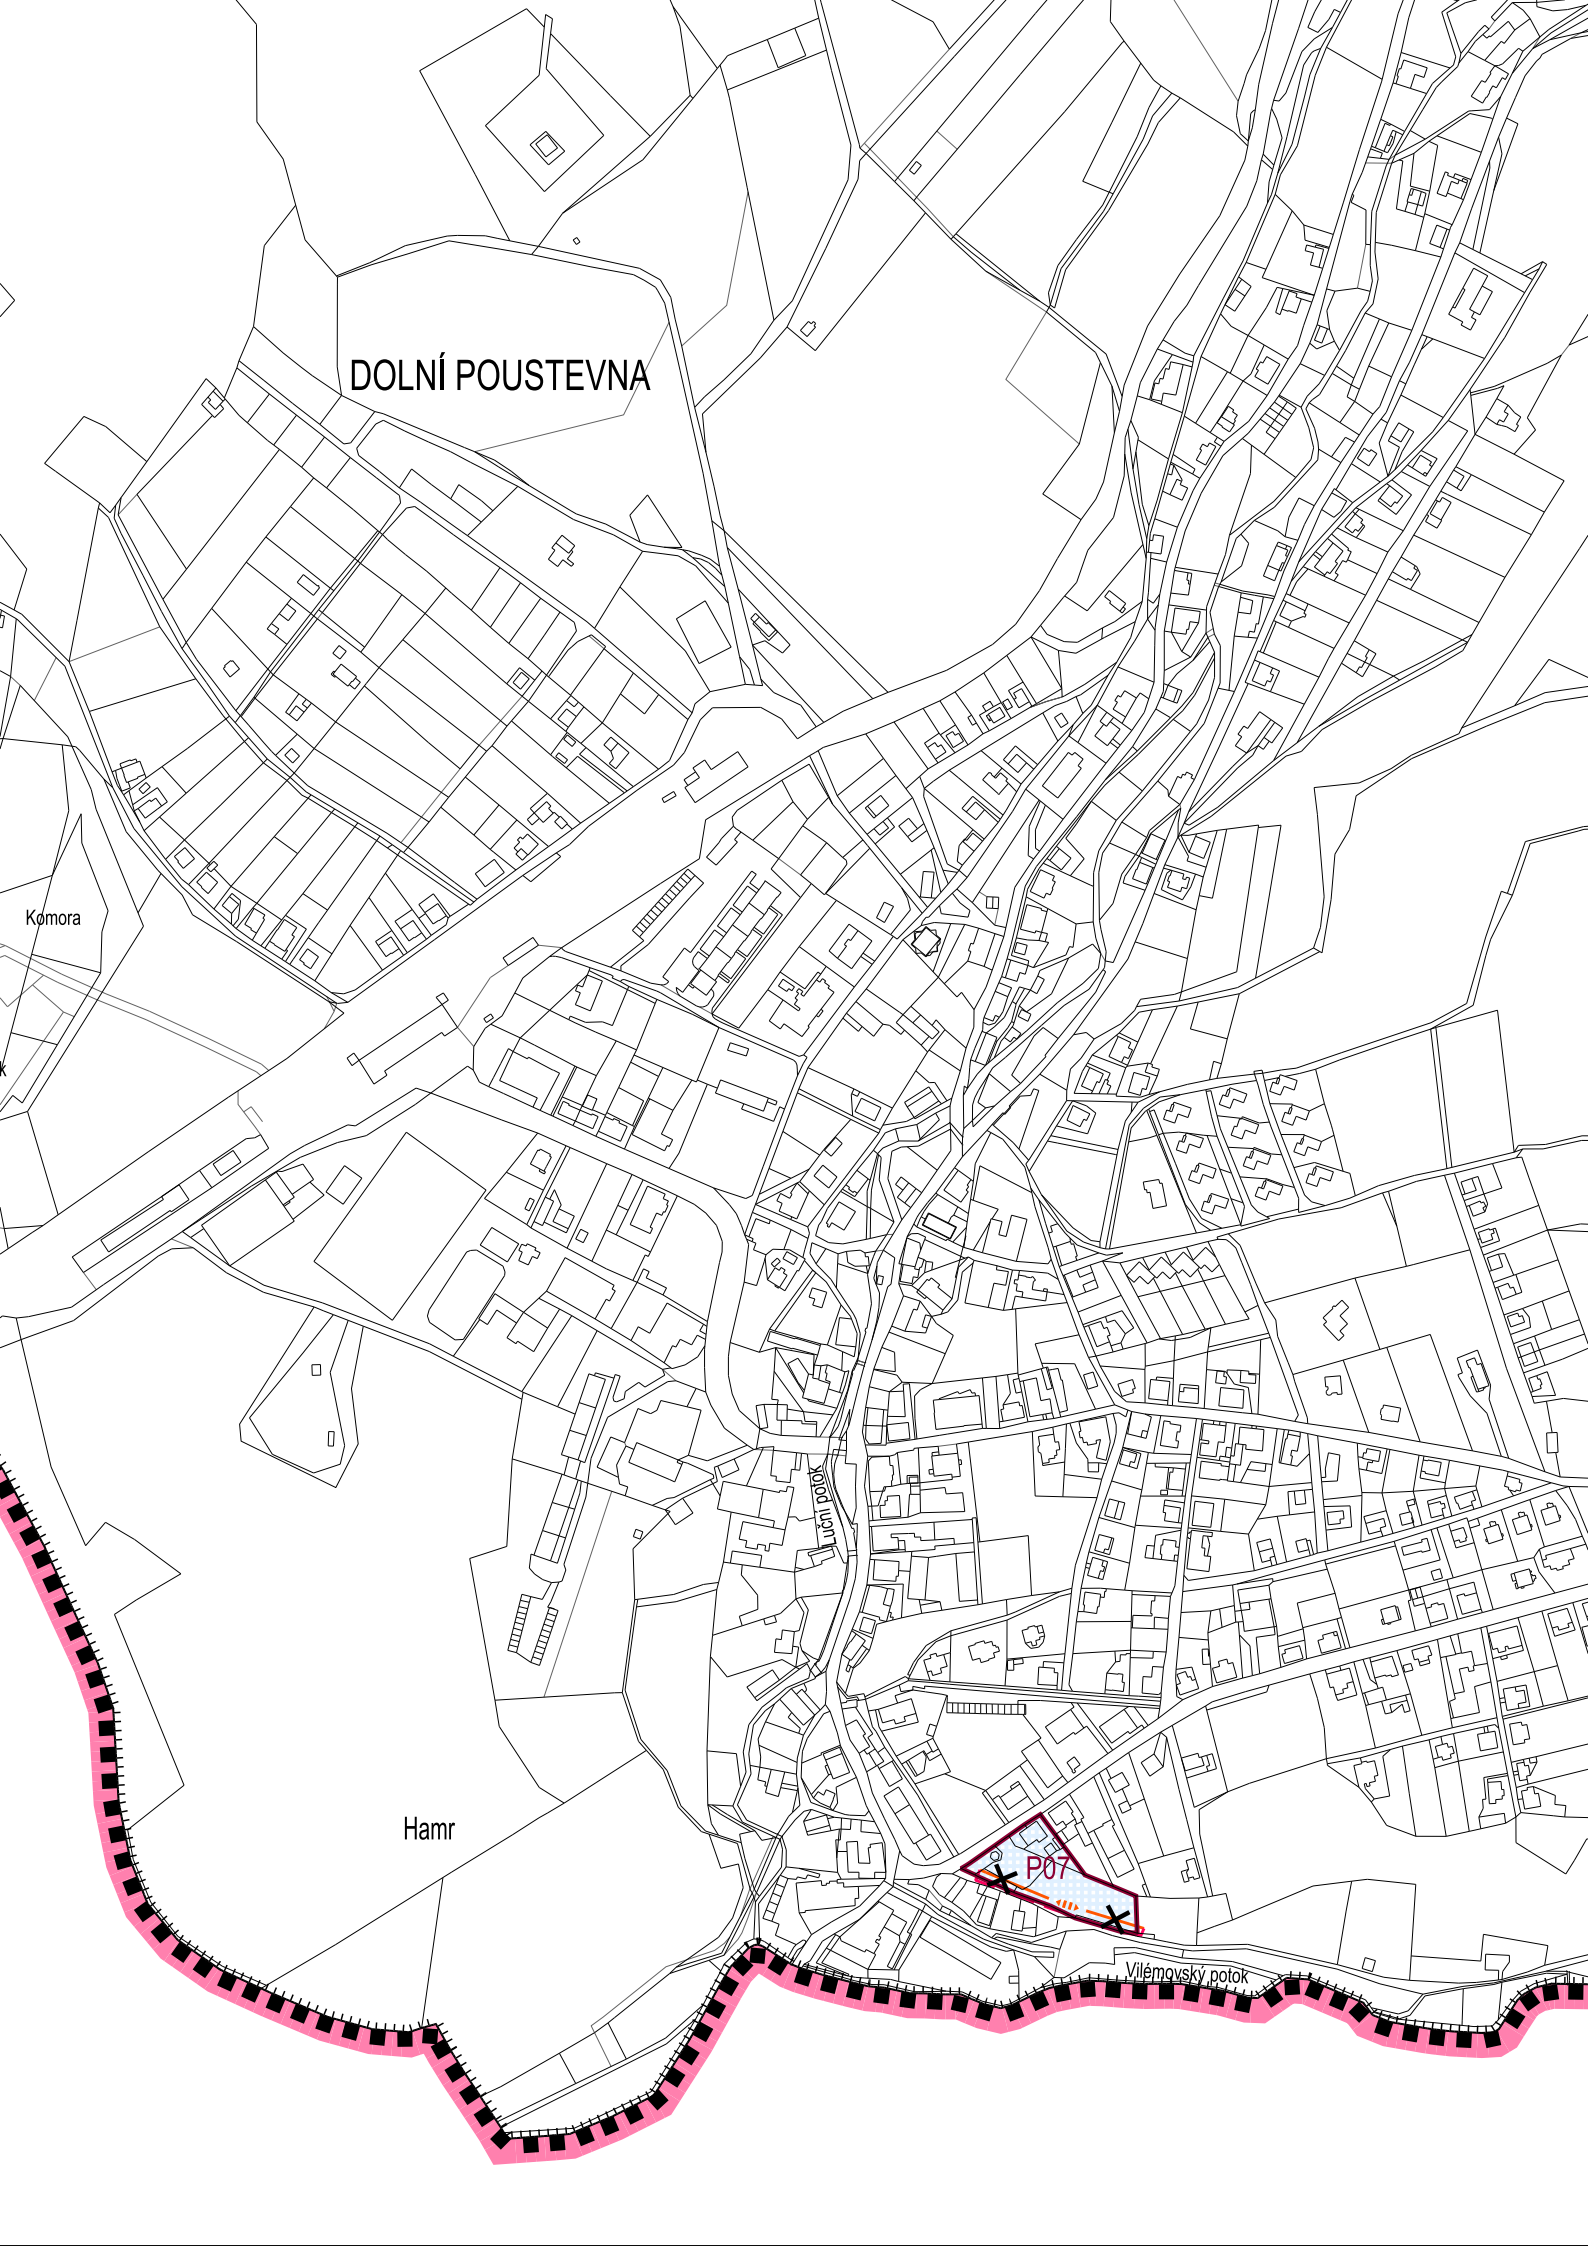 DOLNÍ POUSTEVNA
Komora
k
Luční potok
Hamr
P07
Vilémovský potok